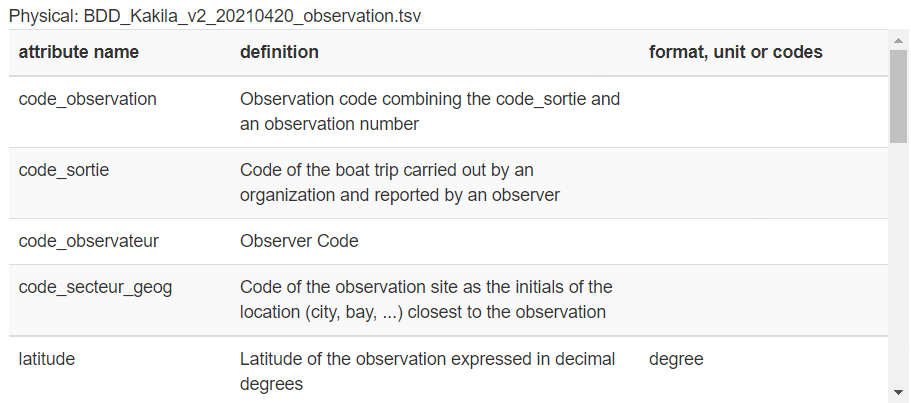 Physical: BDD_Kakila_v2_20210420_observation.tsv
attribute name definition format, unit or codes
code_observation Observation code combining the code_sortie and
an observation number
code_sortie Code of the boat trip carried out by an
organization and reported by an observer
code_observateur Observer Code
code_secteur_geog Code of the observation site as the initials of the
location (city, bay, ...) closest to the observation
latitude Latitude of the observation expressed in decimal degree
degrees